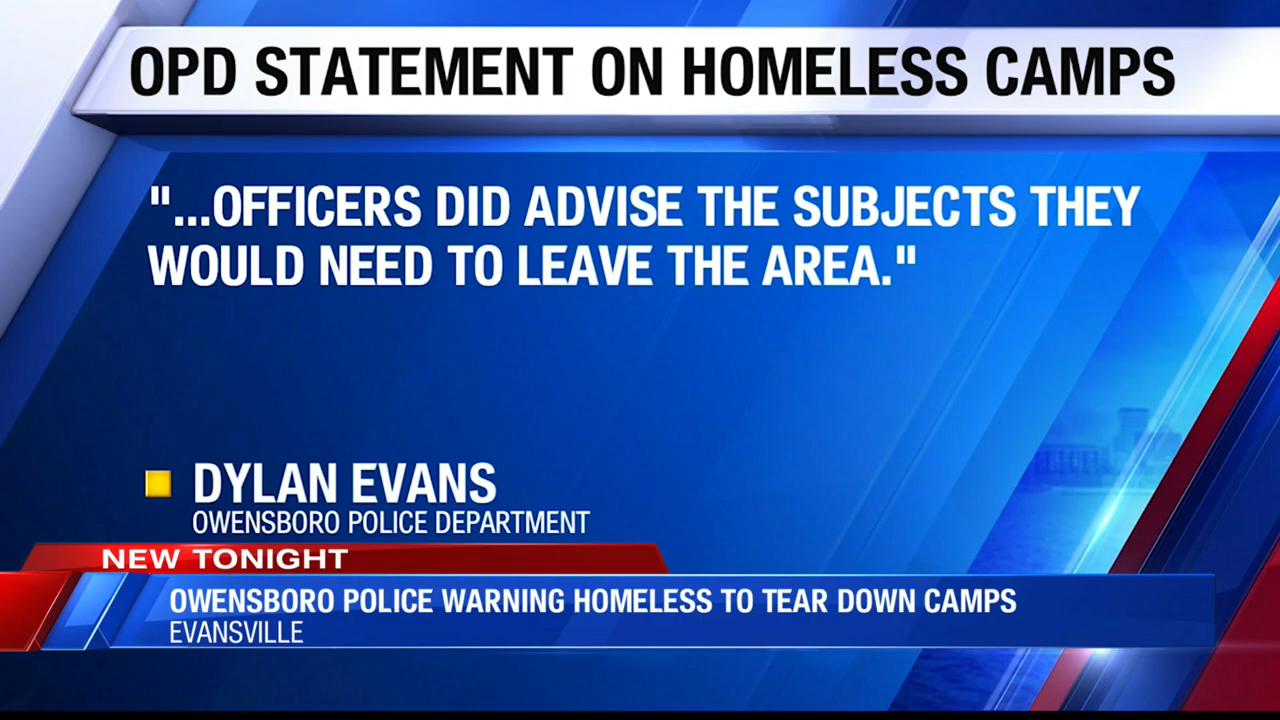 OPD STATEMENT ON HOMELESS CAMPS
"...OFFICERS DID ADVISE THE SUBJECTS THEY
WOULD NEED TO LEAVE THE AREA."
DYLAN EVANS
OWENSBORO POLICE DEPARTMENT
NEW TONIGHT
OWENSBORO POLICE WARNING HOMELESS TO TEAR DOWN CAMPS
EVANSVILLE